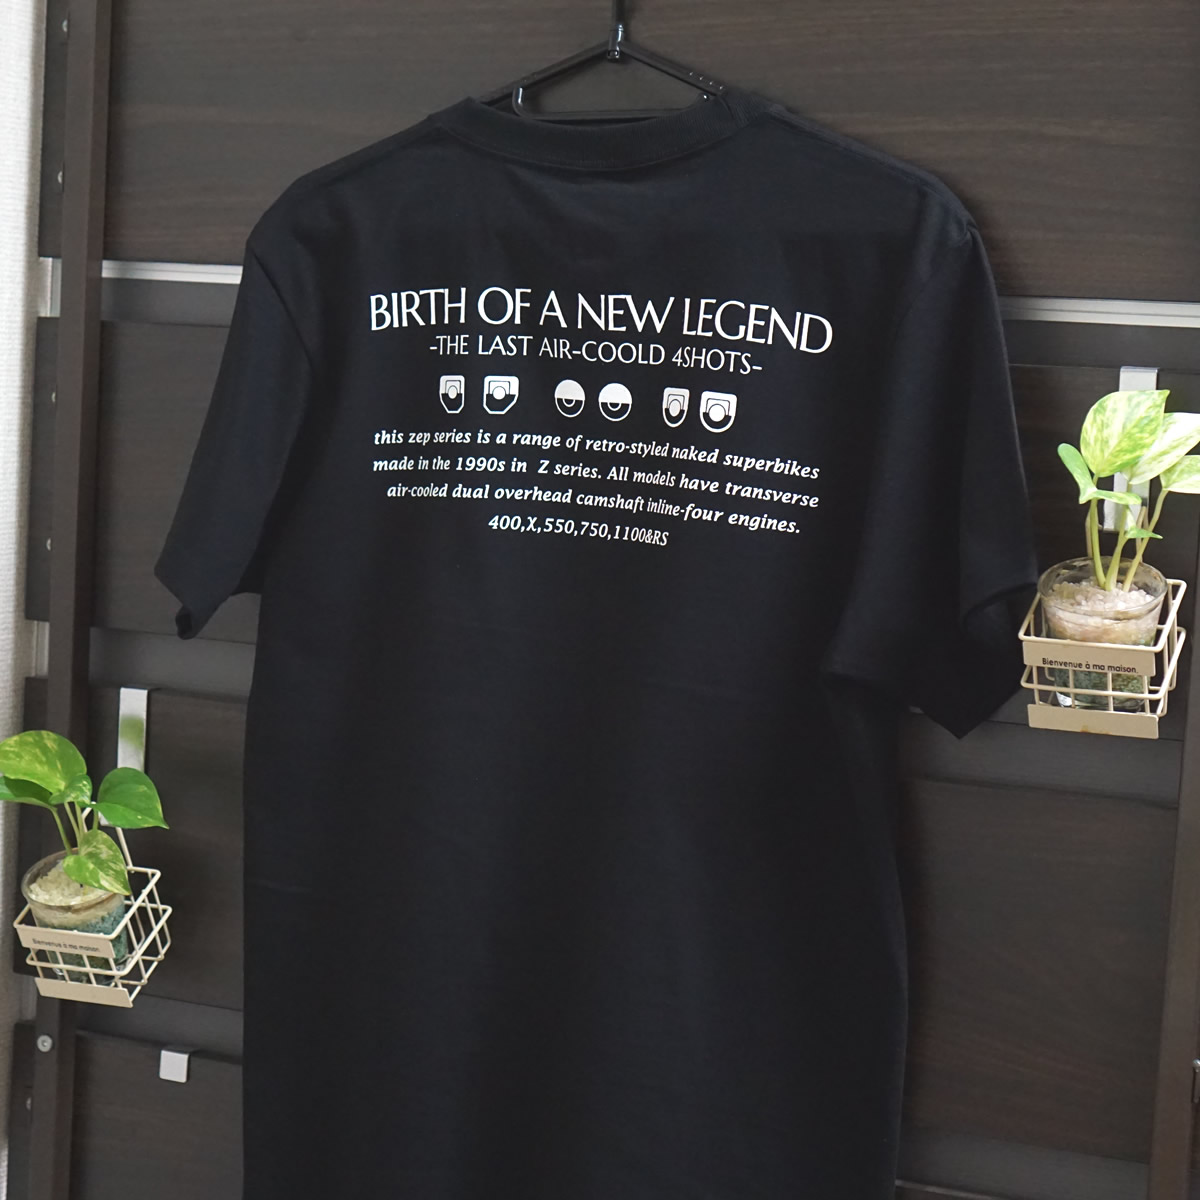 BIRTH OF A NEW LEGEND
-THE LAST AIR-COOLD 4SHOTS-
this zep series is a range of retro-styled naked superbikes
made in the 1990s in Z series. All models have transverse
air-cooled dual overhead camshaft inline-four engines.
400,X,550,750,1100&RS
Bienvenue à ma maison.
Bienvenue à ma maison.